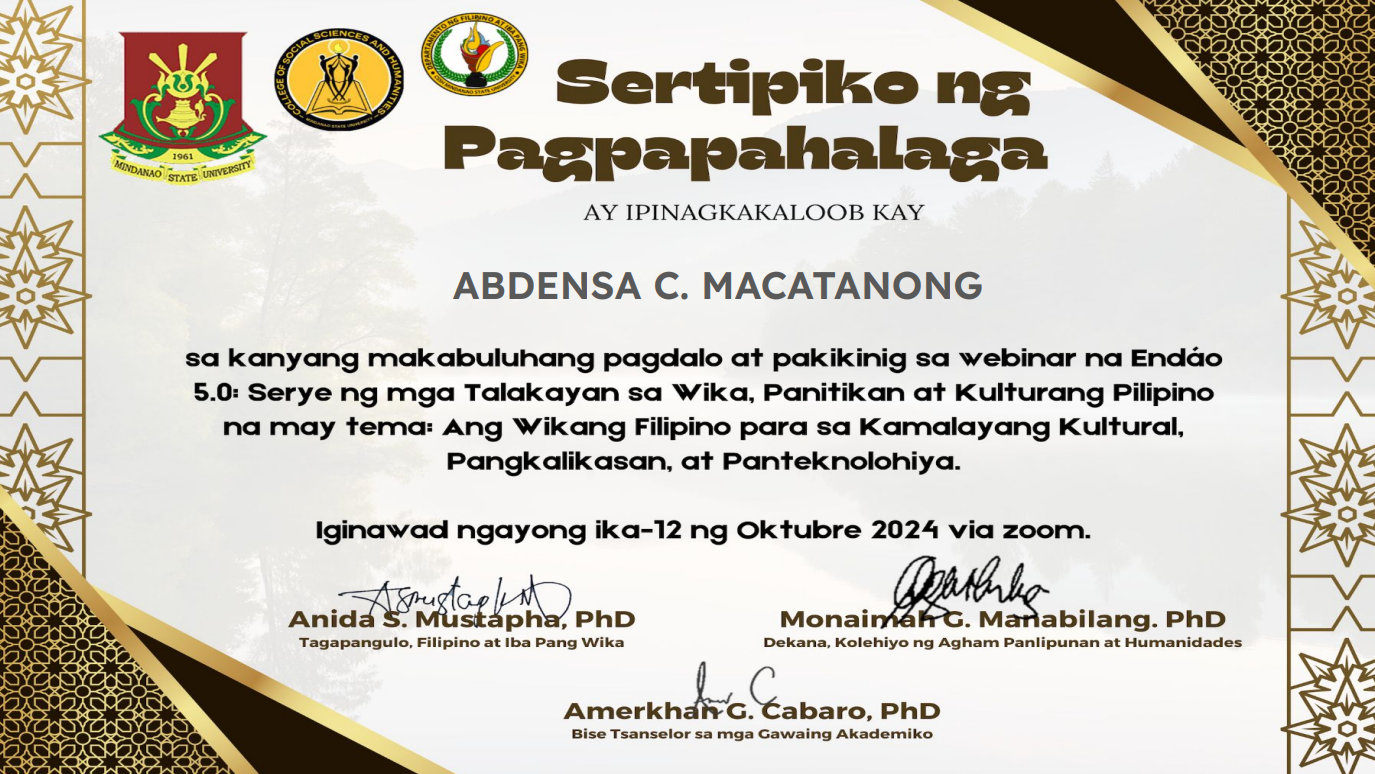 1961
MINDANAO STATE UNIVERSITY
COLLEGE OF SOCIAL SCIENCES AND HUMANITIES
MINDANAO STATE UNIVERSITY
DEPARTAMENTO NG FILIPINO AT IBA PANG WIKA
MINDANAO STATE UNIVERSITY
Sertipiko ng
Pagpapahalaga
AY IPINAGKAKALOOB KAY
ABDENSA C. MACATANONG
sa kanyang makabuluhang pagdalo at pakikinig sa webinar na Endáo
5.0: Serye ng mga Talakayan sa Wika, Panitikan at Kulturang Pilipino
na may tema: Ang Wikang Filipino para sa Kamalayang Kultural,
Pangkalikasan, at Panteknolohiya.
Iginawad ngayong ika-12 ng Oktubre 2024 via zoom.
Anida S. Mustapha, PhD
Tagapangulo, Filipino at Iba Pang Wika
Monaimah G. Manabilang. PhD
Dekana, Kolehiyo ng Agham Panlipunan at Humanidades
Amerkhan G. Cabaro, PhD
Bise Tsanselor sa mga Gawaing Akademiko